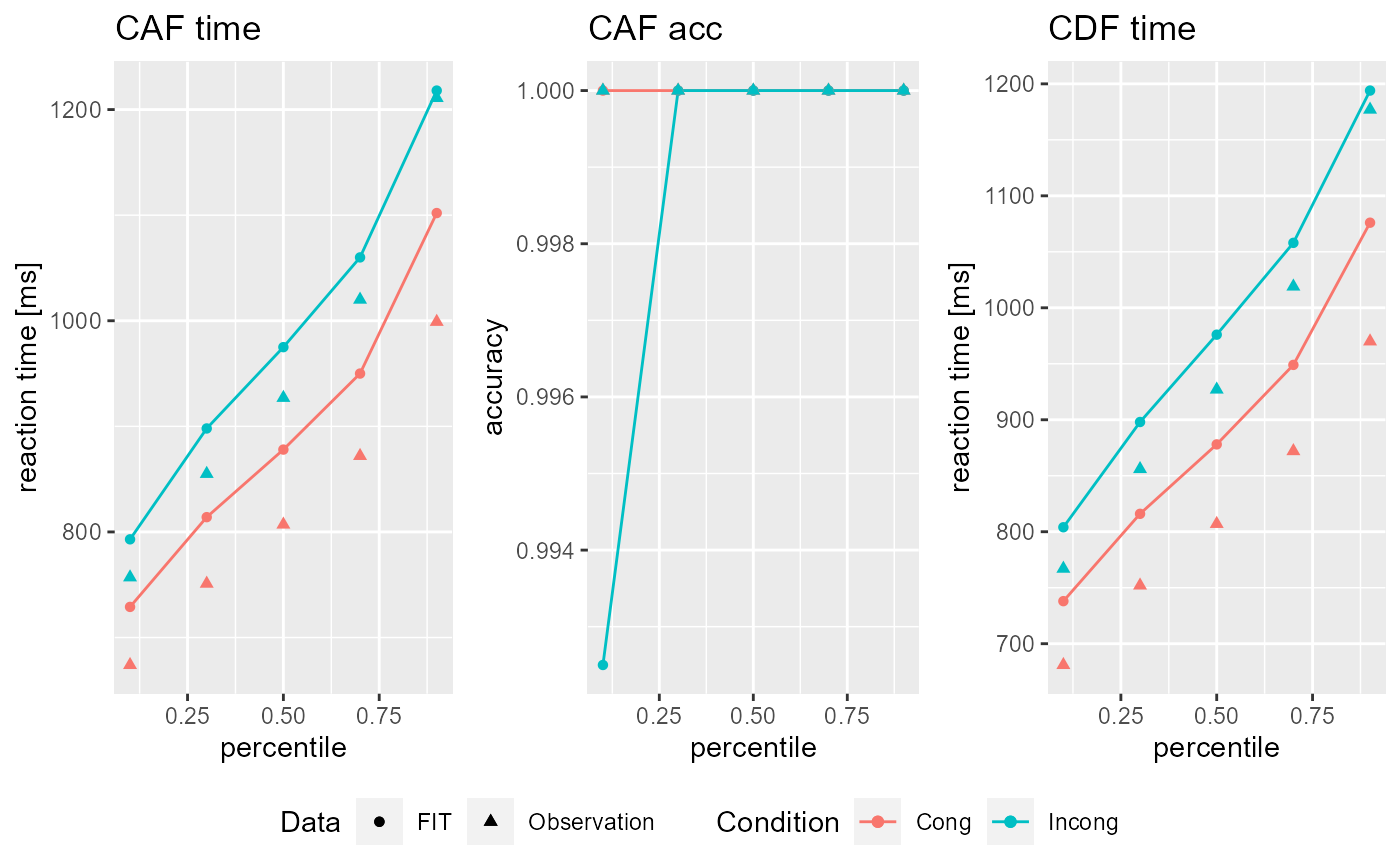 CAF time
CAF acc
CDF time
reaction time [ms]
1200
1000
800
0.25
0.50
0.75
percentile
accuracy
1.000
0.998
0.996
0.994
0.25
0.50
0.75
percentile
reaction time [ms]
1200
1100
1000
900
800
700
0.25
0.50
0.75
percentile
Data
FIT
Observation
Condition
Cong
Incong